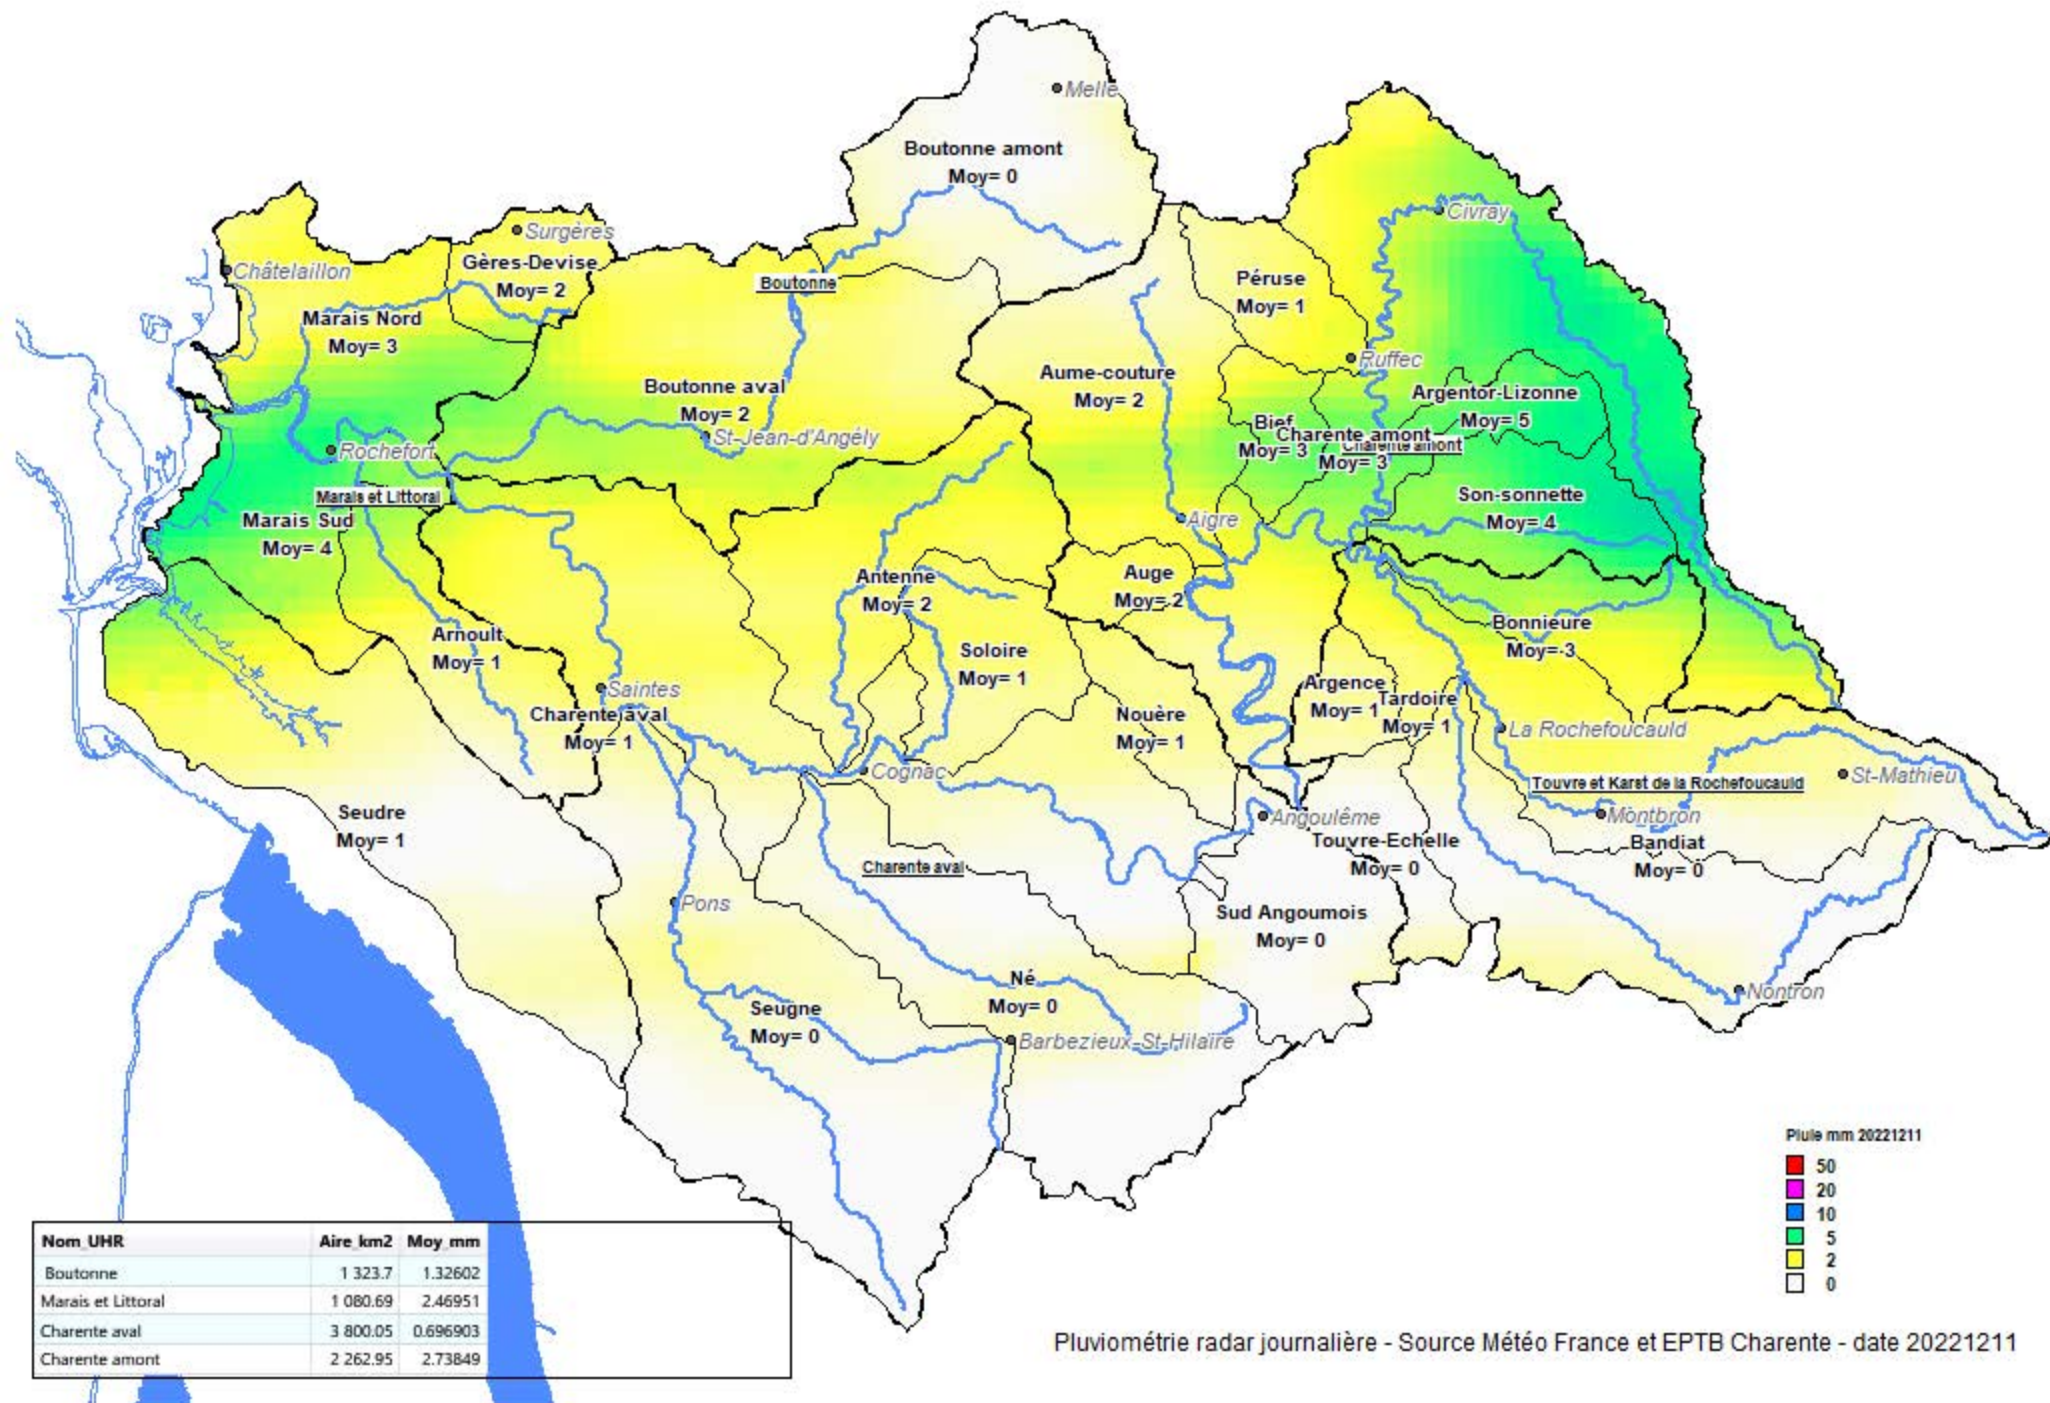 Melle
Boutonne amont
Moy= 0
Civray
Surgères
Châtelaillon
Gères-Devise
Moy= 2
Boutonne
Péruse
Moy= 1
Marais Nord
Moy= 3
Ruffec
Aume-couture
Moy= 2
Boutonne aval
Moy= 2
Argentor-Lizonne
Moy= 5
St-Jean-d'Angély
Bief
Moy= 3
Charente amont
Moy= 3
Charente amont
Rochefort
Marais et Littoral
Marais Sud
Moy= 4
Son-sonnette
Moy= 4
Aigre
Antenne
Moy= 2
Auge
Moy= 2
Bonnieure
Moy= 3
Arnoult
Moy= 1
Soloire
Moy= 1
Saintes
Charente aval
Moy= 1
Nouère
Moy= 1
Argence
Moy= 1
Tardoire
Moy= 1
La Rochefoucauld
Cognac
Touvre et Karst de la Rochefoucauld
St-Mathieu
Seudre
Moy= 1
Angoulême
Montbron
Touvre-Echelle
Moy= 0
Bandiat
Moy= 0
Charente aval
Pons
Sud Angoumois
Moy= 0
Né
Moy= 0
Nontron
Seugne
Moy= 0
Barbezieux-St-Hilaire
Pluie mm 20221211
50
20
10
5
2
0
Nom_UHR Aire_km2 Moy_mm
Boutonne 1 323.7 1.32602
Marais et Littoral 1 080.69 2.46951
Charente aval 3 800.05 0.696903
Charente amont 2 262.95 2.73849
Pluviométrie radar journalière - Source Météo France et EPTB Charente - date 20221211